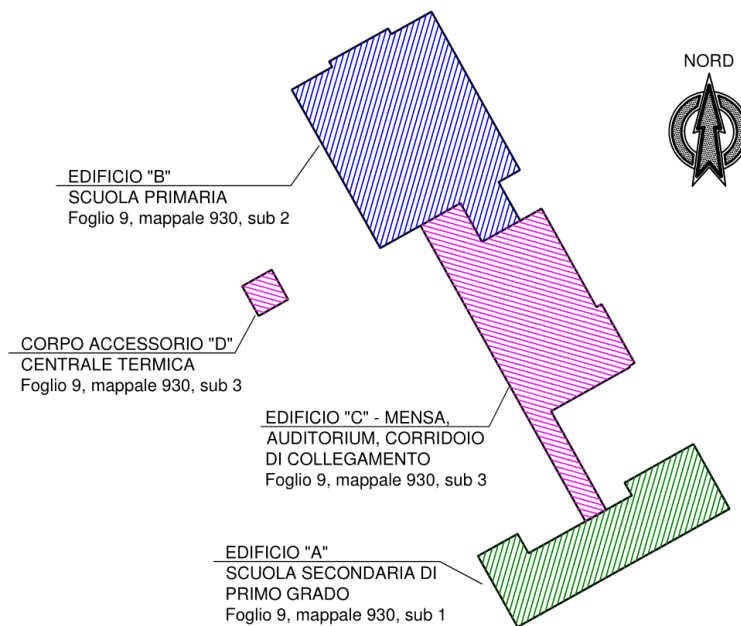 NORD
EDIFICIO "B"
SCUOLA PRIMARIA
Foglio 9, mappale 930, sub 2
CORPO ACCESSORIO "D"
CENTRALE TERMICA
Foglio 9, mappale 930, sub 3
EDIFICIO "C" - MENSA,
AUDITORIUM, CORRIDOIO
DI COLLEGAMENTO
Foglio 9, mappale 930, sub 3
EDIFICIO "A"
SCUOLA SECONDARIA DI
PRIMO GRADO
Foglio 9, mappale 930, sub 1